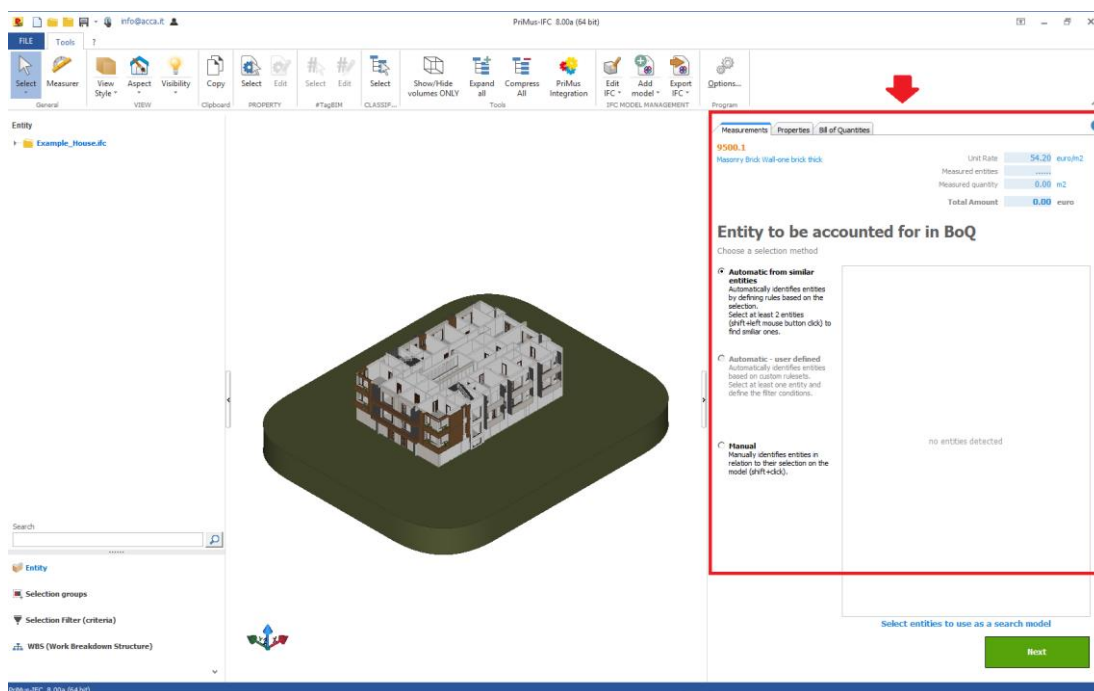 info@acca.it
PriMus-IFC 8.00a (64 bit)
FILE Tools ?
Select Measurer View Style Aspect Visibility Copy Select Edit Select Edit Select Show/Hide volumes ONLY Expand all Compress All PriMus Integration Edit IFC Add model Export IFC Options...
General VIEW Clipboard PROPERTY #TagBIM CLASSIF... Tools IFC MODEL MANAGEMENT Program
Entity
Example_House.ifc
Measurements Properties Bill of Quantities
9500.1
Masonry Brick Wall-one brick thick
Unit Rate 54.20 euro/m2
Measured entities ......
Measured quantity 0.00 m2
Total Amount 0.00 euro
Entity to be accounted for in BoQ
Choose a selection method
Automatic from similar
entities
Automatically identifies entities
by defining rules based on the
selection.
Select at least 2 entities
(shift+left mouse button click) to
find smilar ones.
Automatic - user defined
Automatically identifies entities
based on custom rulesets.
Select at least one entity and
define the filter conditions.
Manual
Manually identifies entities in
relation to their selection on the
model (shift+click).
no entities detected
Search
Entity
Selection groups
Selection Filter (criteria)
WBS (Work Breakdown Structure)
Select entities to use as a search model
Next
PriMus-IFC 8.00a (64 bit)